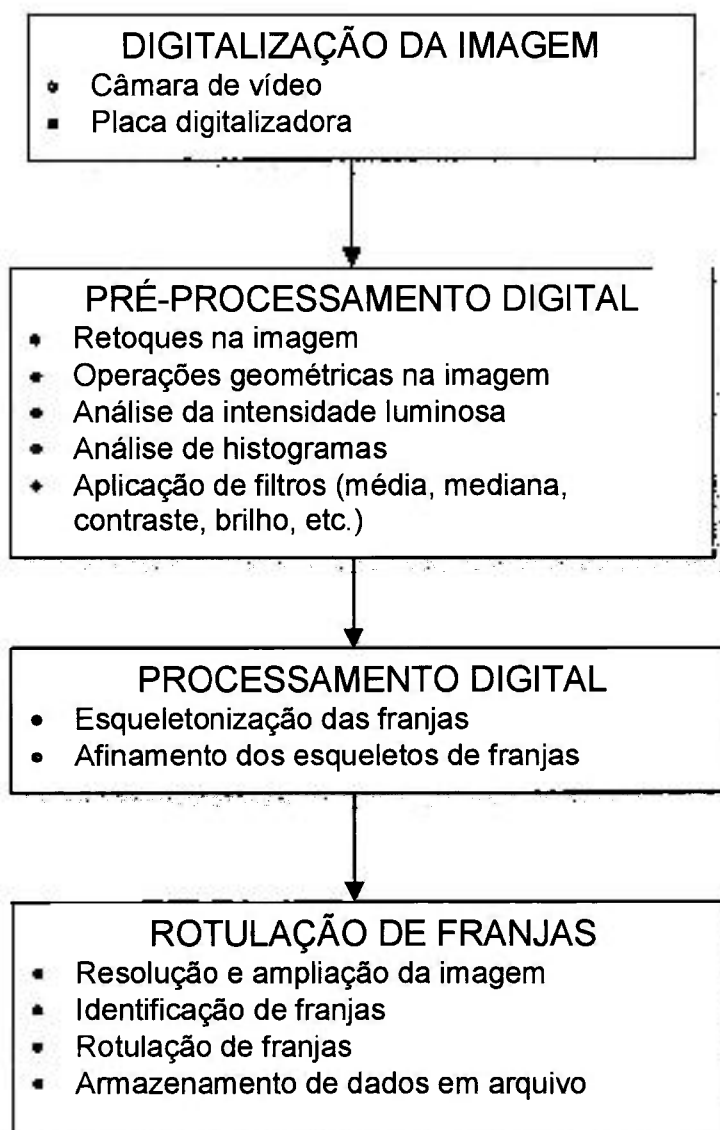 DIGITALIZAÇÃO DA IMAGEM
Câmara de vídeo
Placa digitalizadora
PRÉ-PROCESSAMENTO DIGITAL
Retoques na imagem
Operações geométricas na imagem
Análise da intensidade luminosa
Análise de histogramas
Aplicação de filtros (média, mediana,
contraste, brilho, etc.)
PROCESSAMENTO DIGITAL
Esqueletonização das franjas
Afinamento dos esqueletos de franjas
ROTULAÇÃO DE FRANJAS
Resolução e ampliação da imagem
Identificação de franjas
Rotulação de franjas
Armazenamento de dados em arquivo